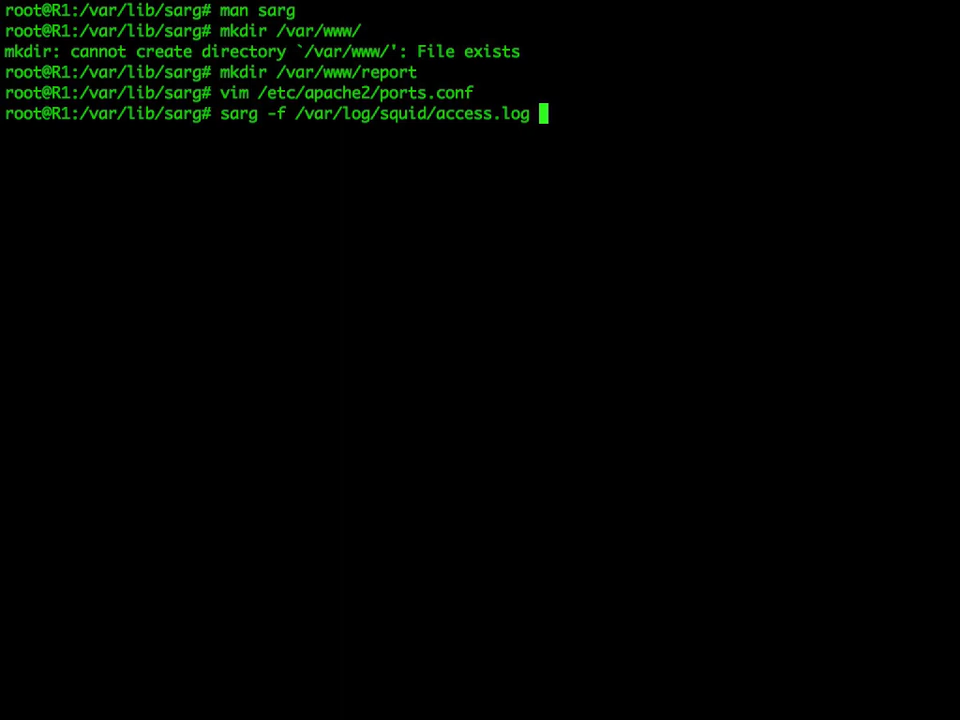 root@R1:/var/lib/sarg# man sarg
root@R1:/var/lib/sarg# mkdir /var/www/
mkdir: cannot create directory `/var/www/': File exists
root@R1:/var/lib/sarg# mkdir /var/www/report
root@R1:/var/lib/sarg# vim /etc/apache2/ports.conf
root@R1:/var/lib/sarg# sarg -f /var/log/squid/access.log